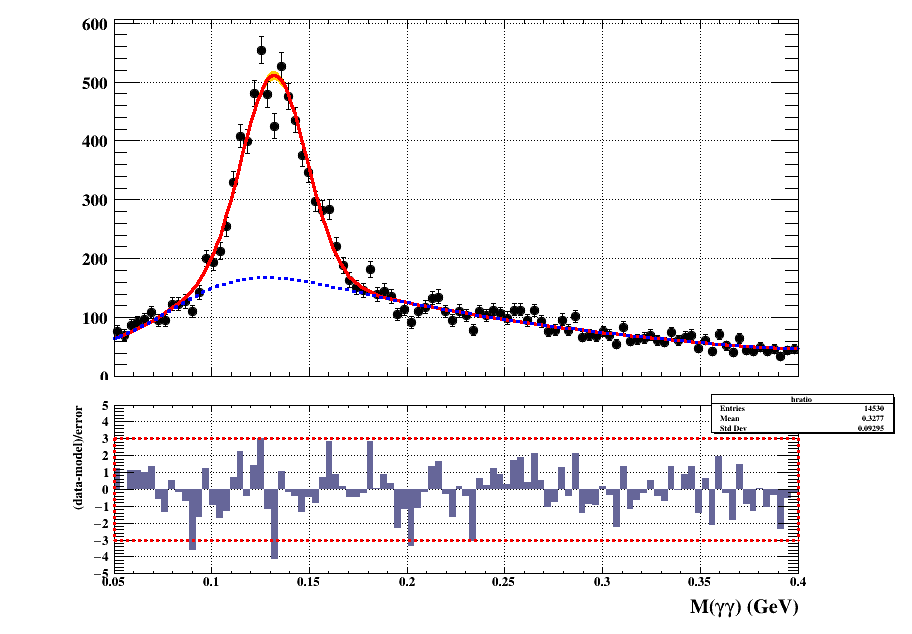 600
500
400
300
200
100
0
(data-model)/error
5
4
3
2
1
0
−1
−2
−3
−4
−5
hratio
Entries 14530
Mean 0.3277
Std Dev 0.09295
0.05 0.1 0.15 0.2 0.25 0.3 0.35 0.4
M(γγ) (GeV)